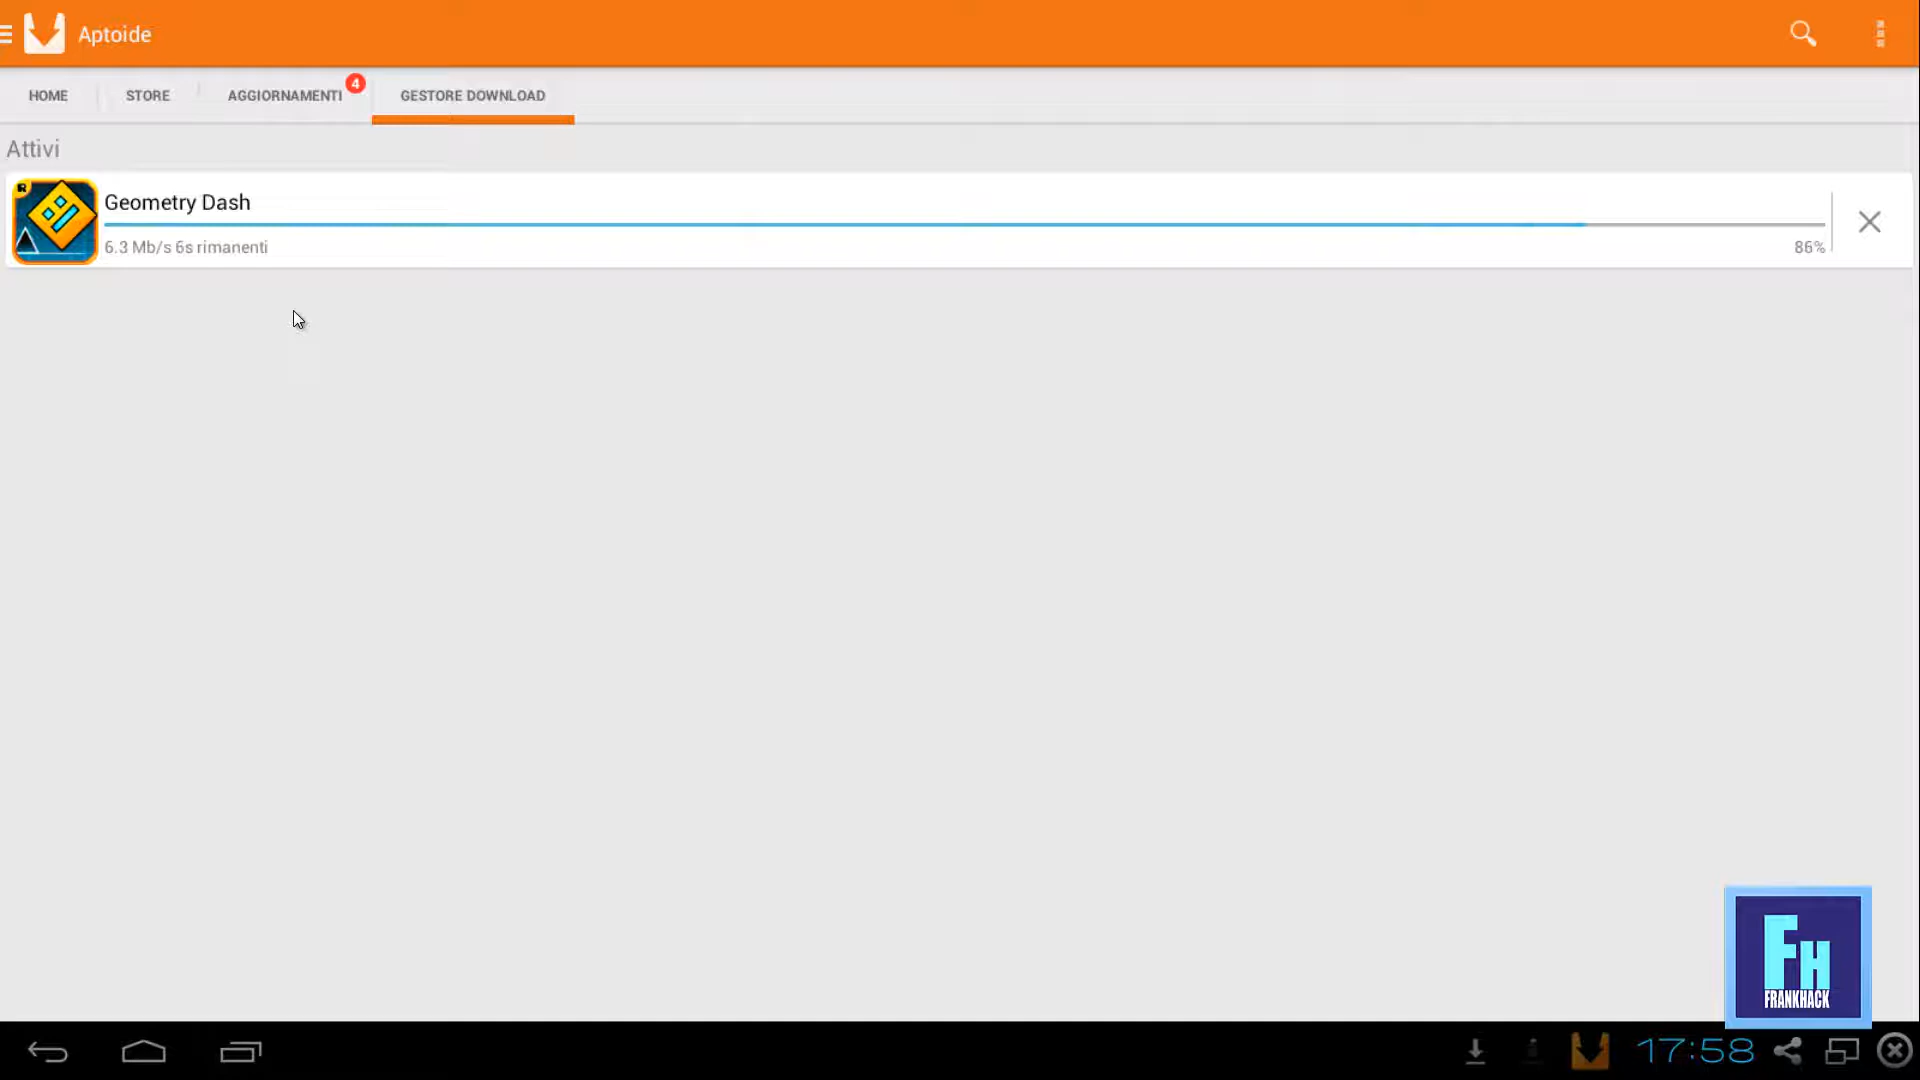 Aptoide
HOME
STORE
AGGIORNAMENTI
4
GESTORE DOWNLOAD
Attivi
R
Geometry Dash
6.3 Mb/s 6s rimanenti
86%
FH
FRANKHACK
17:58